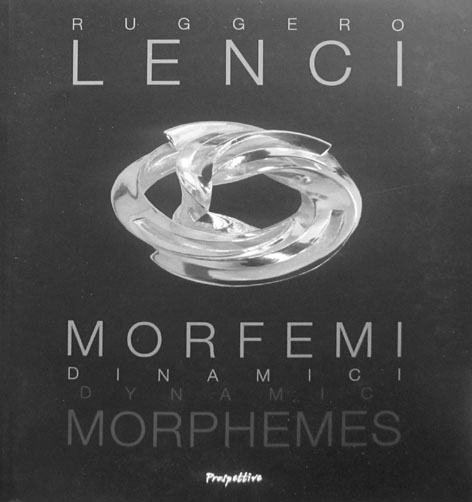 RUGGERO
LENCI
MORFEMI
DINAMICI
DYNAMIC
MORPHEMES
Prospettive